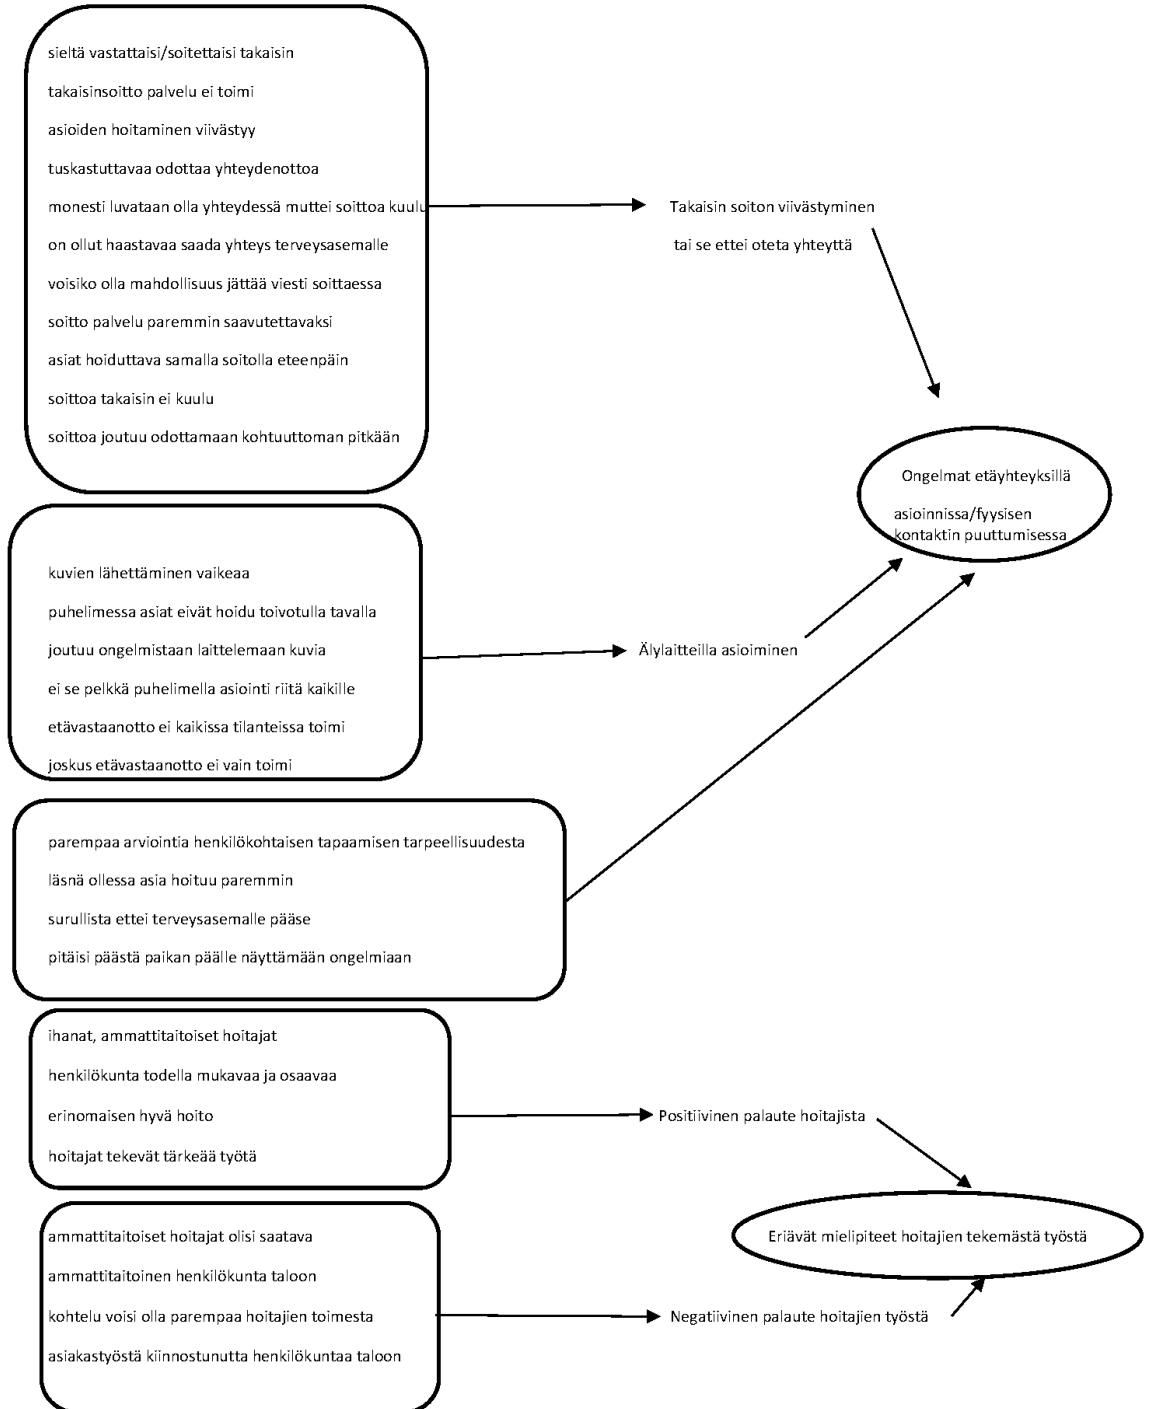 sieltä vastattaisi/soitettaisi takaisin
takaisinsoitto palvelu ei toimi
asioiden hoitaminen viivästyy
tuskastuttavaa odottaa yhteydenottoa
monesti luvataan olla yhteydessä muttei soittoa kuulu
on ollut haastavaa saada yhteys terveysasemalle
voisiko olla mahdollisuus jättää viesti soittaessa
soitto palvelu paremmin saavutettavaksi
asiat hoiduttava samalla soitolla eteenpäin
soittoa takaisin ei kuulu
soittoa joutuu odottamaan kohtuuttoman pitkään
Takaisin soiton viivästyminen
tai se ettei oteta yhteyttä
Ongelmat etäyhteyksillä
asioinnissa/fyysisen
kontaktin puuttumisessa
kuvien lähettäminen vaikeaa
puhelimessa asiat eivät hoidu toivotulla tavalla
joutuu ongelmistaan laittelemaan kuvia
ei se pelkkä puhelimella asiointi riitä kaikille
etävastaanotto ei kaikissa tilanteissa toimi
joskus etävastaanotto ei vain toimi
Älylaitteilla asioiminen
parempaa arviointia henkilökohtaisen tapaamisen tarpeellisuudesta
läsnä ollessa asia hoituu paremmin
surullista ettei terveysasemalle pääse
pitäisi päästä paikan päälle näyttämään ongelmiaan
ihanat, ammattitaitoiset hoitajat
henkilökunta todella mukavaa ja osaavaa
erinomaisen hyvä hoito
hoitajat tekevät tärkeää työtä
Positiivinen palaute hoitajista
Eriävät mielipiteet hoitajien tekemästä työstä
ammattitaitoiset hoitajat olisi saatava
ammattitaitoinen henkilökunta taloon
kohtelu voisi olla parempaa hoitajien toimesta
asiakastyöstä kiinnostunutta henkilökuntaa taloon
Negatiivinen palaute hoitajien työstä